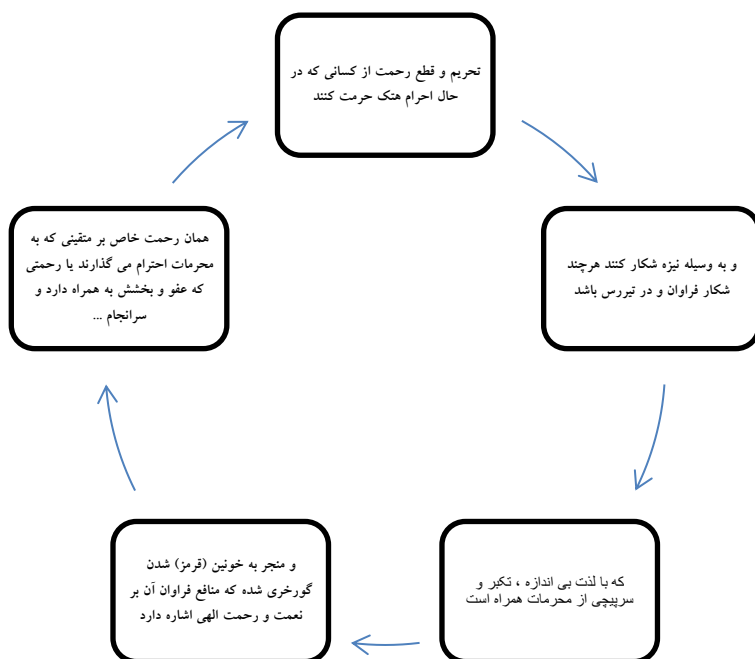 تحریم و قطع رحمت از کسانی که در
حال احرام هتک حرمت کنند
و به وسیله نیزه شکار کنند هرچند
شکار فراوان و در تیررس باشد
که با لذت بی اندازه ، تکبر و
سرپیچی از محرمات همراه است
و منجر به خونین (قرمز) شدن
گورخری شده که منافع فراوان آن بر
نعمت و رحمت الهی اشاره دارد
همان رحمت خاص بر متقینی که به
محرمات احترام می گذارند یا رحمتی
که عفو و بخشش به همراه دارد و
سرانجام ...